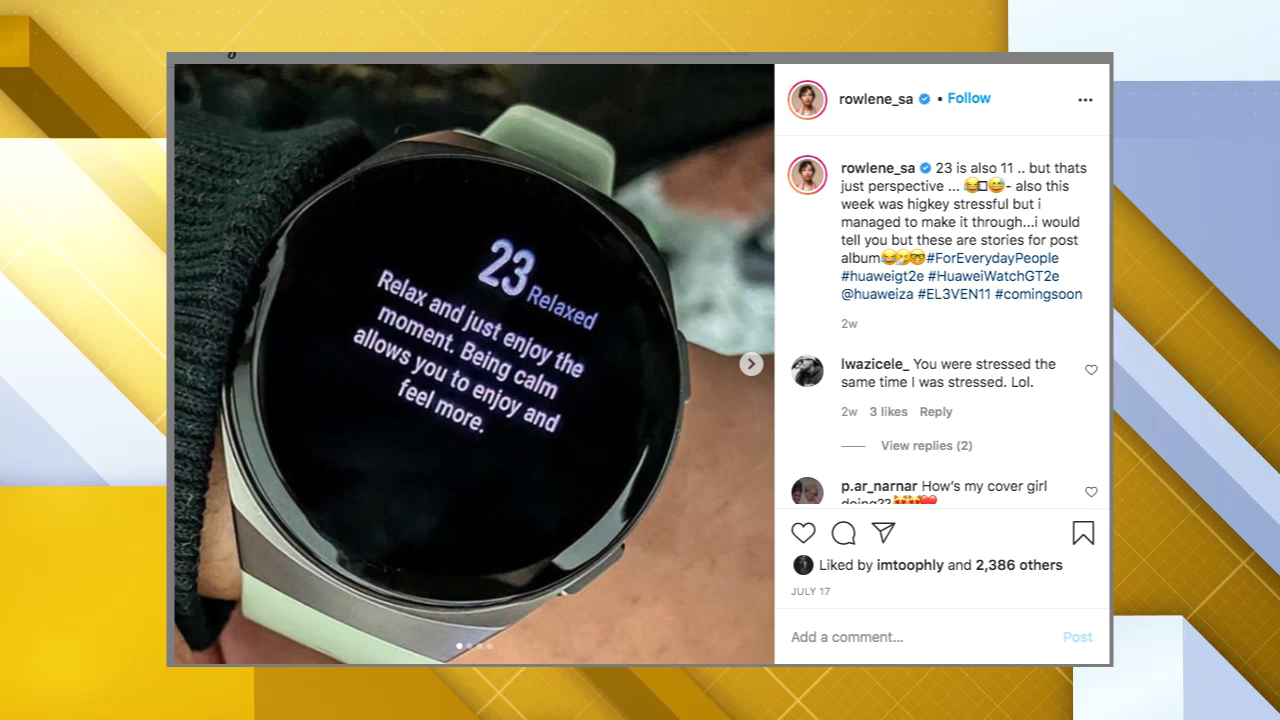 23 Relaxed
Relax and just enjoy the
moment. Being calm
allows you to enjoy and
feel more.
rowlene_sa • Follow
rowlene_sa 23 is also 11 .. but thats
just perspective ... 😂□😅- also this
week was higkey stressful but i
managed to make it through...i would
tell you but these are stories for post
album😂🤧🤓#ForEverydayPeople
#huaweigt2e #HuaweiWatchGT2e
@huaweiza #EL3VEN11 #comingsoon
2w
lwazicele_ You were stressed the
same time I was stressed. Lol.
2w 3 likes Reply
View replies (2)
p.ar_narnar How's my cover girl
doing??😍😍❤️
Liked by imtoophly and 2,386 others
JULY 17
Add a comment... Post